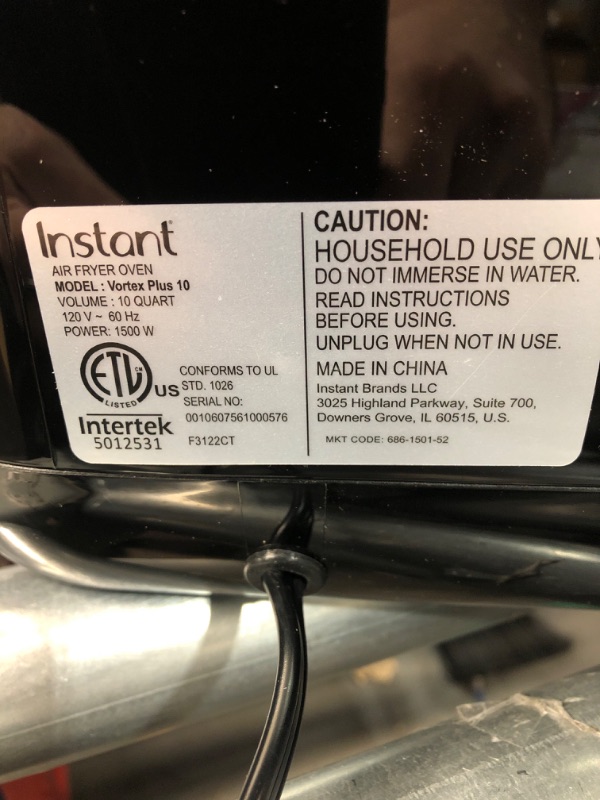 Instant
AIR FRYER OVEN
MODEL : Vortex Plus 10
VOLUME : 10 QUART
120 V ~ 60 Hz
POWER: 1500 W
ETL US
LISTED
Intertek
5012531
CONFORMS TO UL
STD. 1026
SERIAL NO:
0010607561000576
F3122CT
CAUTION:
HOUSEHOLD USE ONLY
DO NOT IMMERSE IN WATER.
READ INSTRUCTIONS
BEFORE USING.
UNPLUG WHEN NOT IN USE.
MADE IN CHINA
Instant Brands LLC
3025 Highland Parkway, Suite 700,
Downers Grove, IL 60515, U.S.
MKT CODE: 686-1501-52